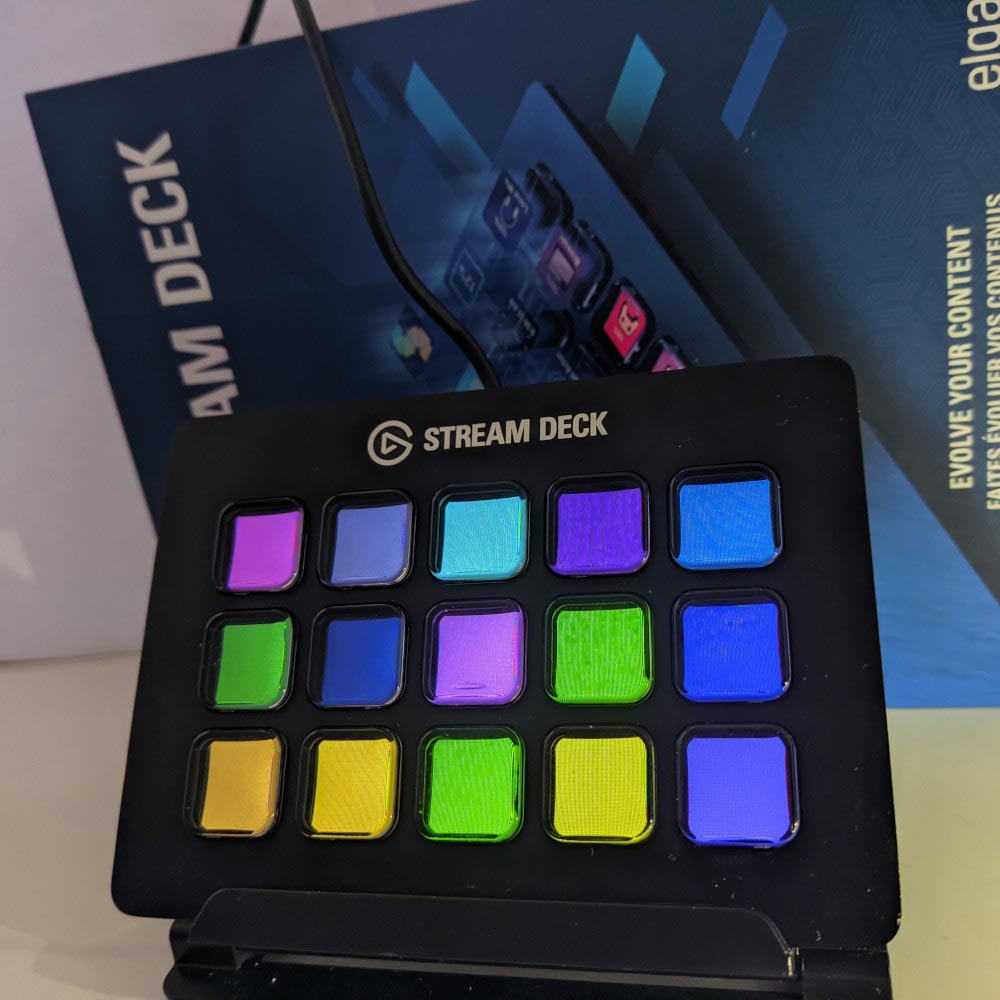 AM DECK
elga
EVOLVE YOUR CONTENT
FAITES ÉVOLUER VOS CONTENUS
STREAM DECK